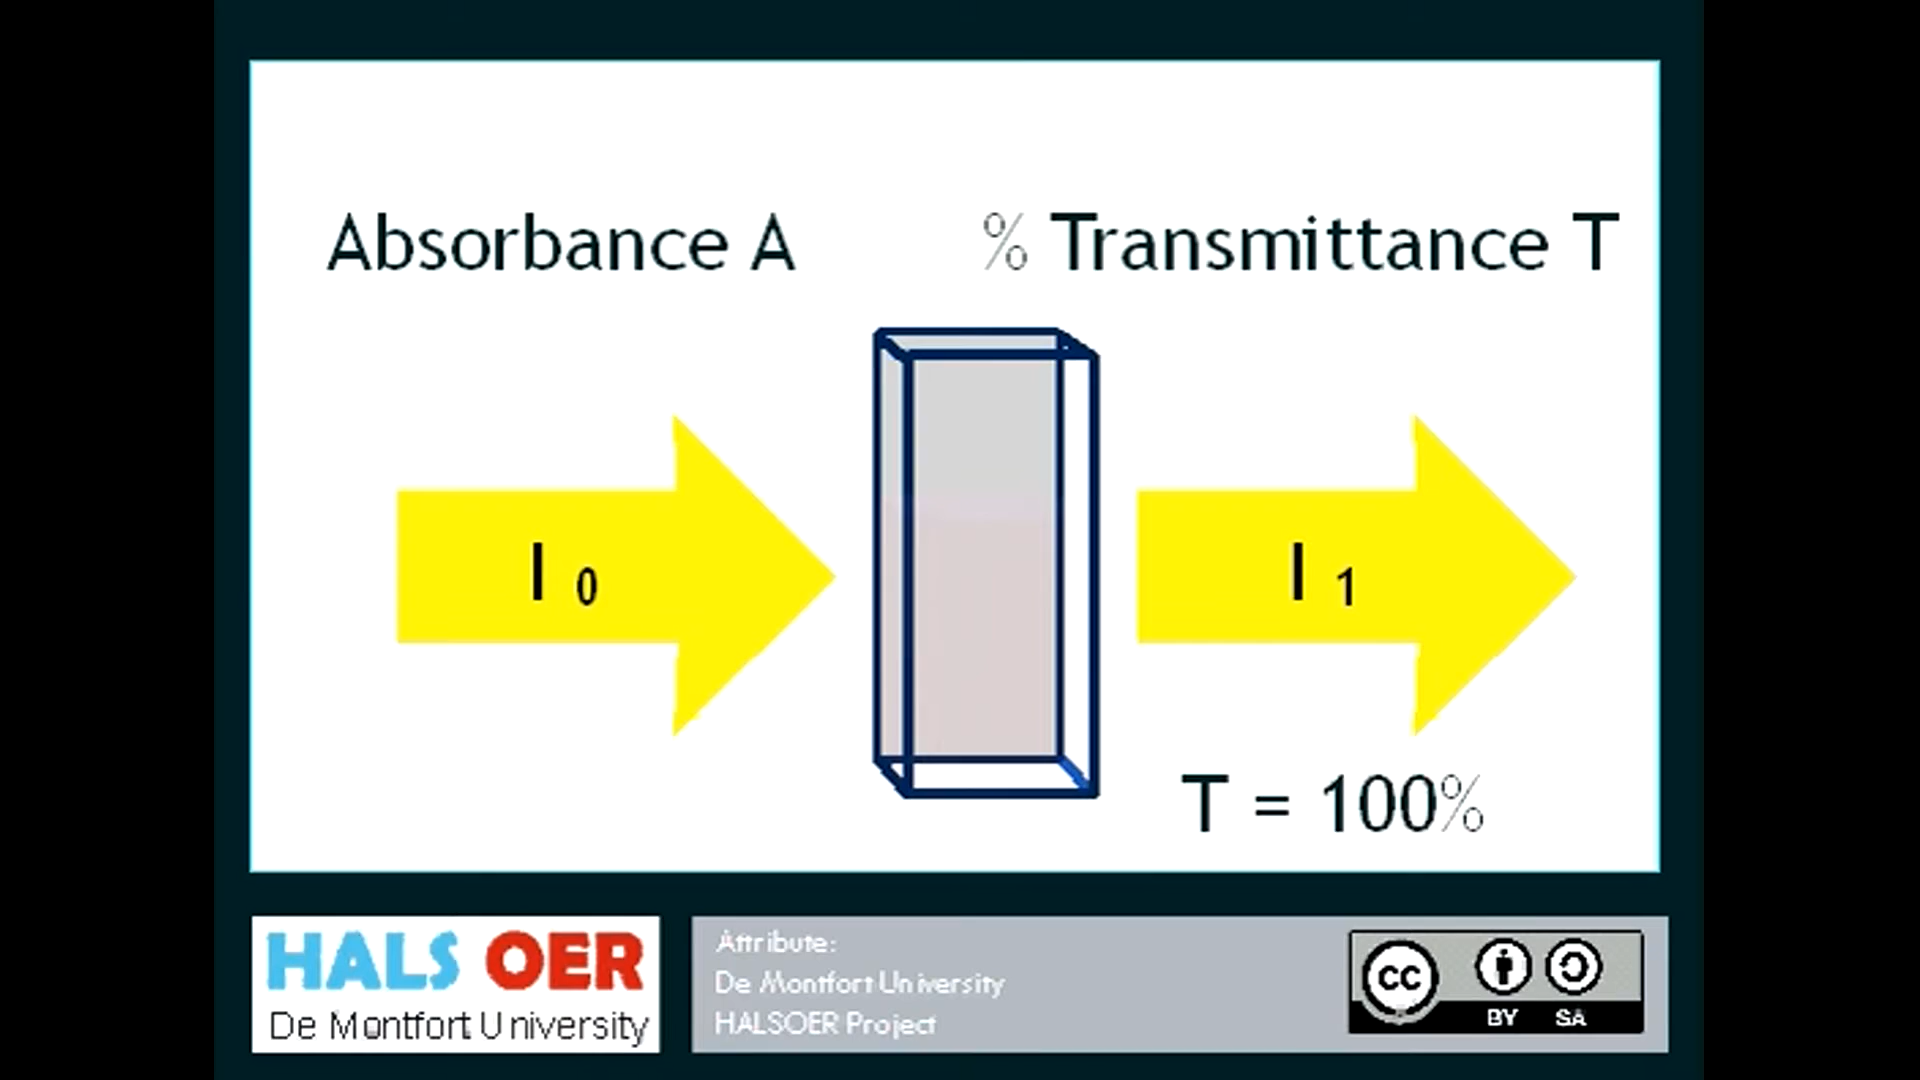 Absorbance A
% Transmittance T
I 0
I 1
T = 100%
HALS OER
De Montfort University
Attribute:
De Montfort University
HALSOER Project
cc
BY SA